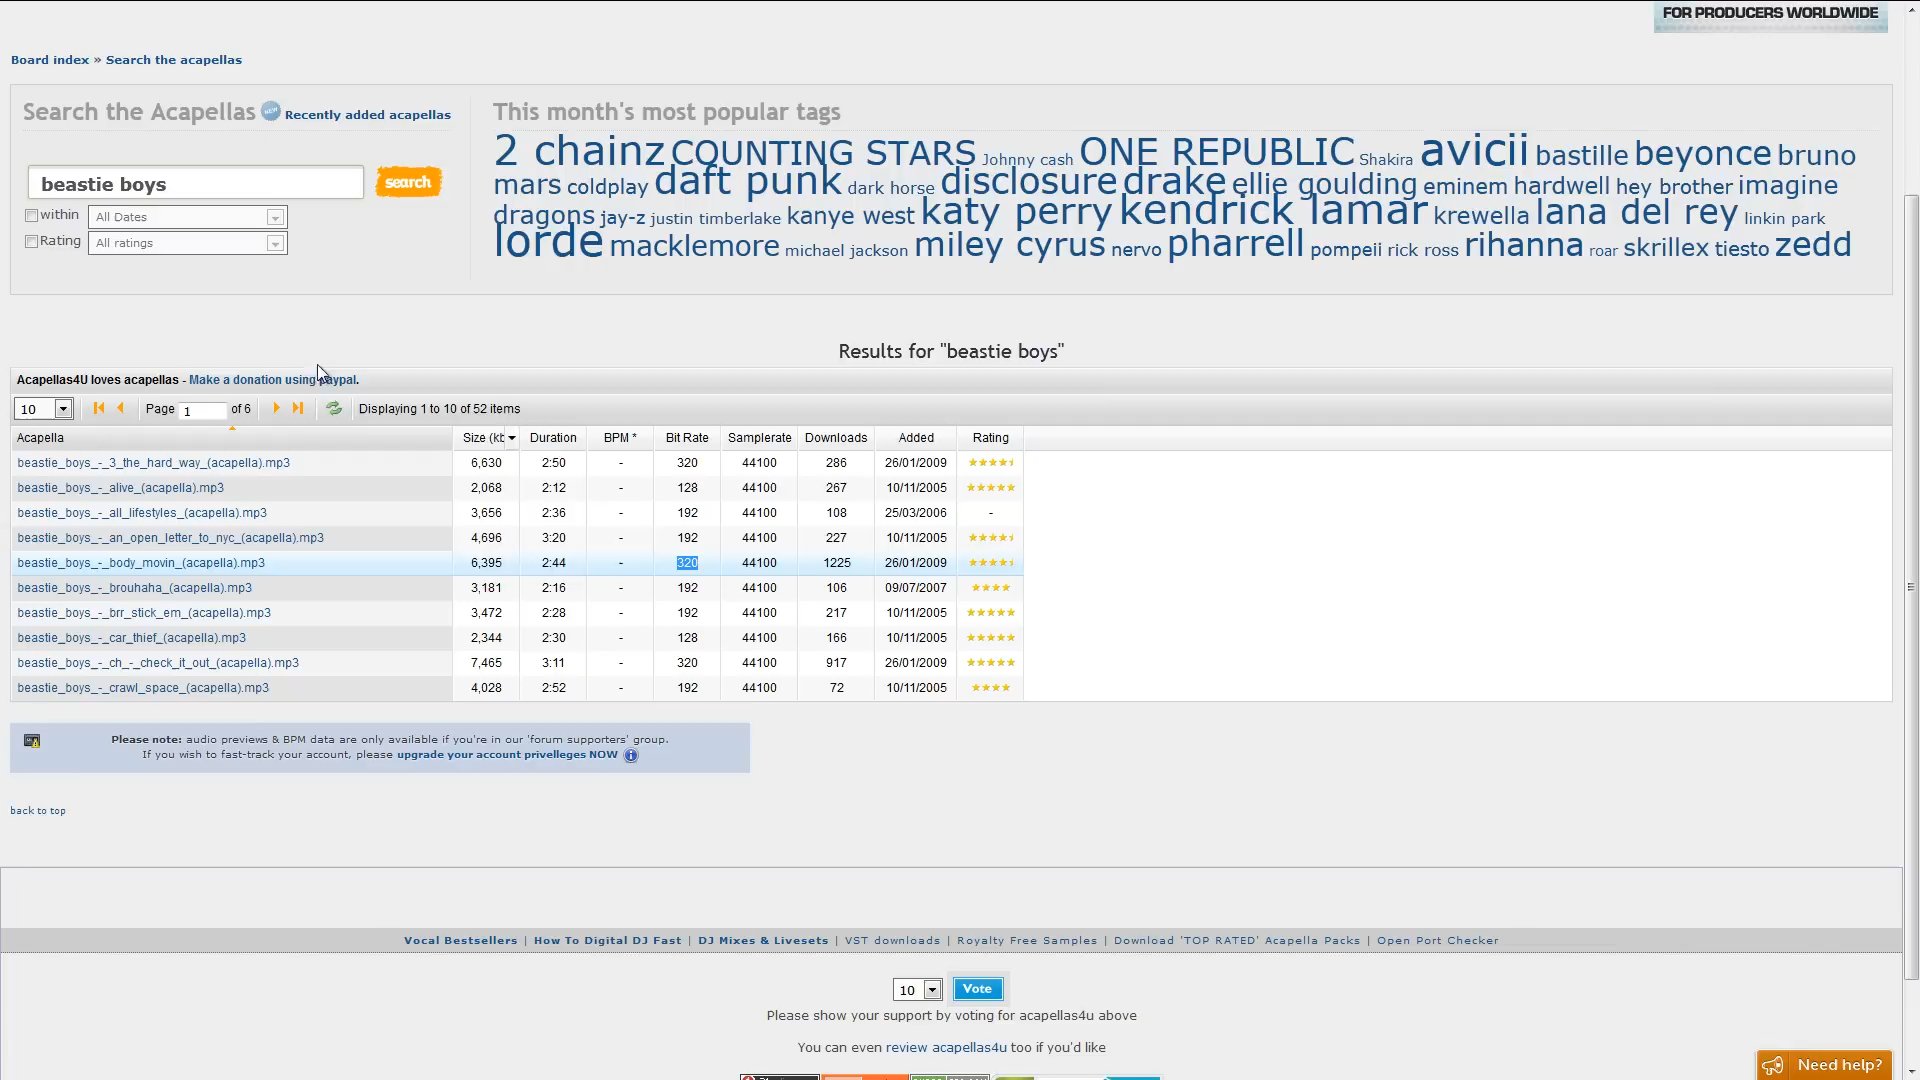 FOR PRODUCERS WORLDWIDE
Board index » Search the acapellas
Search the Acapellas NEW Recently added acapellas
This month's most popular tags
2 chainz COUNTING STARS Johnny cash ONE REPUBLIC Shakira avicii bastille beyonce bruno
mars coldplay daft punk dark horse disclosure drake ellie goulding eminem hardwell hey brother imagine
dragons jay-z justin timberlake kanye west katy perry kendrick lamar krewella lana del rey linkin park
lorde macklemore michael jackson miley cyrus nervo pharrell pompeii rick ross rihanna roar skrillex tiesto zedd
beastie boys search
within All Dates
Rating All ratings
Results for "beastie boys"
Acapellas4U loves acapellas - Make a donation using paypal.
10 Page 1 of 6 Displaying 1 to 10 of 52 items
Acapella Size (kb Duration BPM * Bit Rate Samplerate Downloads Added Rating
beastie_boys_-_3_the_hard_way_(acapella).mp3 6,630 2:50 - 320 44100 286 26/01/2009
beastie_boys_-_alive_(acapella).mp3 2,068 2:12 - 128 44100 267 10/11/2005
beastie_boys_-_all_lifestyles_(acapella).mp3 3,656 2:36 - 192 44100 108 25/03/2006 -
beastie_boys_-_an_open_letter_to_nyc_(acapella).mp3 4,696 3:20 - 192 44100 227 10/11/2005
beastie_boys_-_body_movin_(acapella).mp3 6,395 2:44 - 320 44100 1225 26/01/2009
beastie_boys_-_brouhaha_(acapella).mp3 3,181 2:16 - 192 44100 106 09/07/2007
beastie_boys_-_brr_stick_em_(acapella).mp3 3,472 2:28 - 192 44100 217 10/11/2005
beastie_boys_-_car_thief_(acapella).mp3 2,344 2:30 - 128 44100 166 10/11/2005
beastie_boys_-_ch_-_check_it_out_(acapella).mp3 7,465 3:11 - 320 44100 917 26/01/2009
beastie_boys_-_crawl_space_(acapella).mp3 4,028 2:52 - 192 44100 72 10/11/2005
Please note: audio previews & BPM data are only available if you're in our 'forum supporters' group.
If you wish to fast-track your account, please upgrade your account privelleges NOW
back to top
Vocal Bestsellers | How To Digital DJ Fast | DJ Mixes & Livesets | VST downloads | Royalty Free Samples | Download 'TOP RATED' Acapella Packs | Open Port Checker
10 Vote
Please show your support by voting for acapellas4u above
You can even review acapellas4u too if you'd like
Need help?